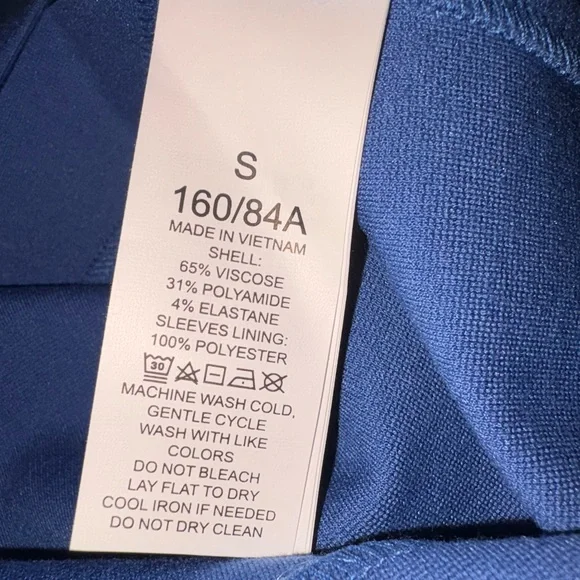 S
160/84A
MADE IN VIETNAM
SHELL:
65% VISCOSE
31% POLYAMIDE
4% ELASTANE
SLEEVES LINING:
100% POLYESTER
30
MACHINE WASH COLD,
GENTLE CYCLE
WASH WITH LIKE
COLORS
DO NOT BLEACH
LAY FLAT TO DRY
COOL IRON IF NEEDED
DO NOT DRY CLEAN